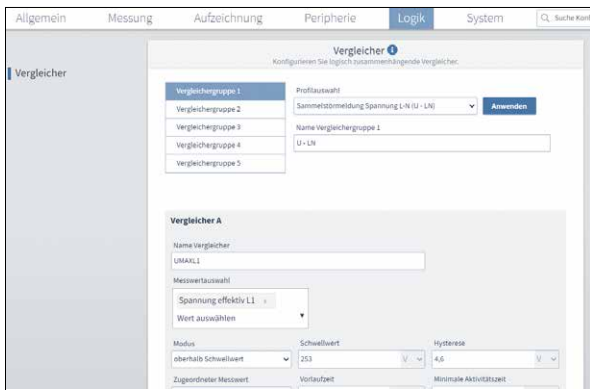 Allgemein Messung Aufzeichnung Peripherie Logik System Suche Konf
Vergleicher
Vergleicher
Konfigurieren Sie logisch zusammenhängende Vergleicher.
Vergleichergruppe 1
Vergleichergruppe 2
Vergleichergruppe 3
Vergleichergruppe 4
Vergleichergruppe 5
Profilauswahl
Sammelstörmeldung Spannung L-N (U - LN) Anwenden
Name Vergleichergruppe 1
U - LN
Vergleicher A
Name Vergleicher
UMAXL1
Messwertauswahl
Spannung effektiv L1 x
Wert auswählen
Modus Schwellwert Hysterese
oberhalb Schwellwert 253 V 4,6 V
Zugeordneter Messwert Vorlaufzeit Minimale Aktivitätszeit